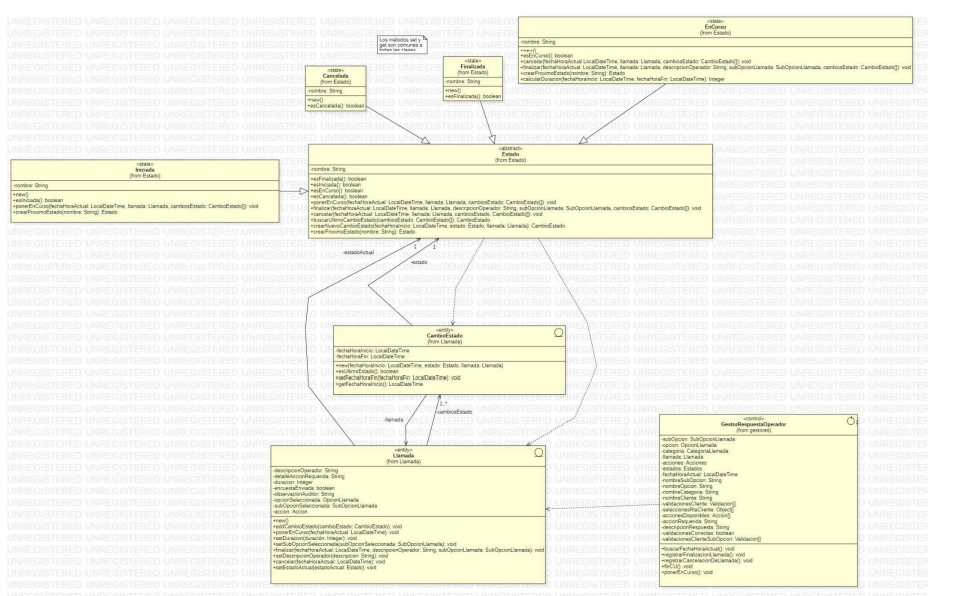 «state»
EnCurso
(from Estado)
-nombre: String
+new()
+esEnCurso(): boolean
+cancelar(fechaHoraActual: LocalDateTime, llamada: Llamada, cambiosEstado: CambioEstado[]): void
+finalizar(fechaHoraActual: LocalDateTime, llamada: Llamada, descripcionOperador: String, subOpcionLlamada: SubOpcionLlamada, cambiosEstado: CambioEstado[]): void
+crearProximoEstado(nombre: String): Estado
+calcularDuracion(fechaHoraInicio: LocalDateTime, fechaHoraFin: LocalDateTime): Integer
Los métodos set y
get son comunes a
todas las clases
«state»
Cancelada
(from Estado)
-nombre: String
+new()
+esCancelada(): boolean
«state»
Finalizada
(from Estado)
-nombre: String
+new()
+esFinalizada(): boolean
«state»
Iniciada
(from Estado)
-nombre: String
+new()
+esIniciada(): boolean
+ponerEnCurso(fechaHoraActual: LocalDateTime, llamada: Llamada, cambiosEstado: CambioEstado[]): void
+crearProximoEstado(nombre: String): Estado
«abstract»
Estado
(from Estado)
-nombre: String
+esFinalizada(): boolean
+esIniciada(): boolean
+esEnCurso(): boolean
+esCancelada(): boolean
+ponerEnCurso(fechaHoraActual: LocalDateTime, llamada: Llamada, cambiosEstado: CambioEstado[]): void
+finalizar(fechaHoraActual: LocalDateTime, llamada: Llamada, descripcionOperador: String, subOpcionLlamada: SubOpcionLlamada, cambiosEstado: CambioEstado[]): void
+cancelar(fechaHoraActual: LocalDateTime, llamada: Llamada, cambiosEstado: CambioEstado[]): void
+buscarUltimoCambioEstado(cambiosEstado: CambioEstado[]): CambioEstado
+crearNuevoCambioEstado(fechaHoraInicio: LocalDateTime, estado: Estado, llamada: Llamada): CambioEstado
+crearProximoEstado(nombre: String): Estado
-estadoActual
1
1
-estado
«entity»
CambioEstado
(from Llamada)
-fechaHoraInicio: LocalDateTime
-fechaHoraFin: LocalDateTime
+new(fechaHoraInicio: LocalDateTime, estado: Estado, llamada: Llamada)
+esUltimoEstado(): boolean
+setFechaHoraFin(fechaHoraFin: LocalDateTime): void
+getFechaHoraInicio(): LocalDateTime
1..*
-cambiosEstado
-llamada
«entity»
Llamada
(from Llamada)
-descripcionOperador: String
-detalleAccionRequerida: String
-duracion: Integer
-encuestaEnviada: boolean
-observacionAuditor: String
-opcionSeleccionada: OpcionLlamada
-subOpcionSeleccionada: SubOpcionLlamada
-accion: Accion
+new()
+addCambioEstado(cambioEstado: CambioEstado): void
+ponerEnCurso(fechaHoraActual: LocalDateTime): void
+setDuracion(duración: Integer): void
+setSubOpcionSeleccionada(subOpcionSeleccionada: SubOpcionLlamada): void
+finalizar(fechaHoraActual: LocalDateTime, descripcionOperador: String, subOpcionLlamada: SubOpcionLlamada): void
+setDescripcionOperador(descripcion: String): void
+cancelar(fechaHoraActual: LocalDateTime): void
+setEstadoActual(estadoActual: Estado): void
«control»
GestorRespuestaOperador
(from gestores)
1
-subOpcion: SubOpcionLlamada
-opcion: OpcionLlamada
-categoria: CategoriaLlamada
-llamada: Llamada
-acciones: Acciones
-estados: Estados
-fechaHoraActual: LocalDateTime
-nombreSubOpcion: String
-nombreOpcion: String
-nombreCategoria: String
-nombreCliente: String
-validacionesCliente: Validacion[]
-seleccionesRtaCliente: Object[]
-accionesDisponibles: Accion[]
-accionRequerida: String
-descripcionRespuesta: String
-validacionesCorrectas: boolean
-validacionesClienteSubOpcion: Validacion[]
+buscarFechaHoraActual(): void
+registrarFinalizacionLlamada(): void
+registrarCancelacionDeLlamada(): void
+finCU(): void
+ponerEnCurso(): void
UNREGISTERED